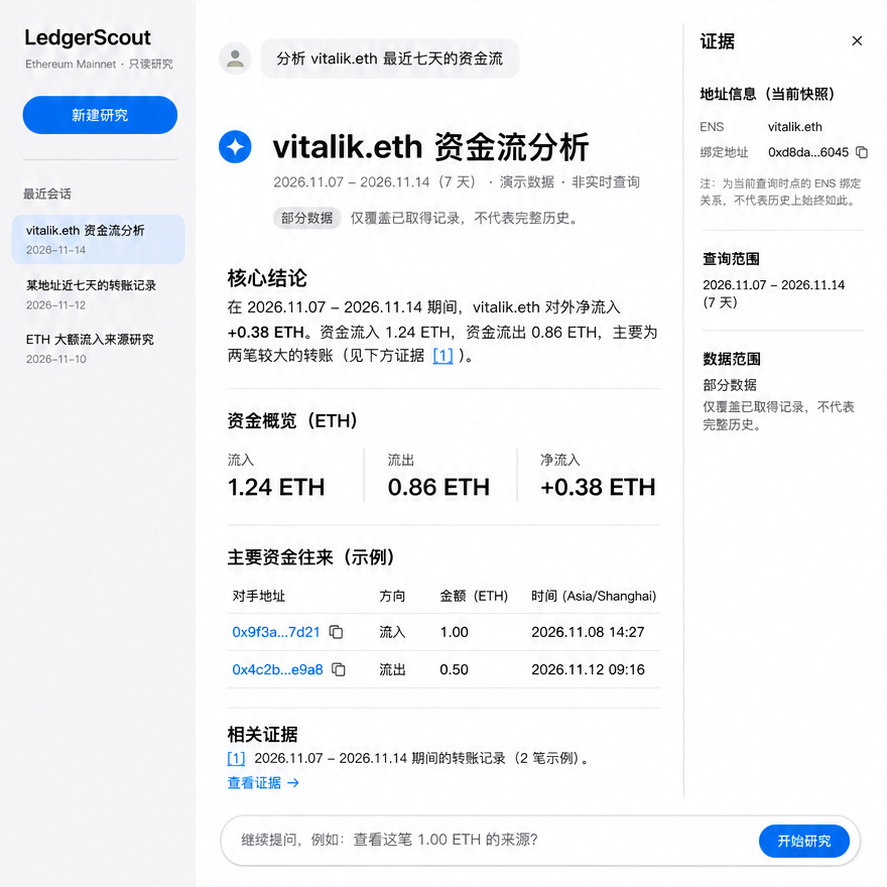 LedgerScout
Ethereum Mainnet · 只读研究
新建研究
最近会话
vitalik.eth 资金流分析
2026-11-14
某地址近七天的转账记录
2026-11-12
ETH 大额流入来源研究
2026-11-10
分析 vitalik.eth 最近七天的资金流
vitalik.eth 资金流分析
2026.11.07 – 2026.11.14（7 天） · 演示数据 · 非实时查询
部分数据 仅覆盖已取得记录，不代表完整历史。
核心结论
在 2026.11.07 – 2026.11.14 期间，vitalik.eth 对外净流入
+0.38 ETH。资金流入 1.24 ETH，资金流出 0.86 ETH，主要为
两笔较大的转账（见下方证据 [1] ）。
资金概览（ETH）
流入 流出 净流入
1.24 ETH 0.86 ETH +0.38 ETH
主要资金往来（示例）
对手地址 方向 金额（ETH） 时间 (Asia/Shanghai)
0x9f3a...7d21 流入 1.00 2026.11.08 14:27
0x4c2b...e9a8 流出 0.50 2026.11.12 09:16
相关证据
[1] 2026.11.07 – 2026.11.14 期间的转账记录（2 笔示例）。
查看证据 →
继续提问，例如：查看这笔 1.00 ETH 的来源?
开始研究
证据
地址信息（当前快照）
ENS vitalik.eth
绑定地址 0xd8da...6045
注：为当前查询时点的 ENS 绑定
关系，不代表历史上始终如此。
查询范围
2026.11.07 – 2026.11.14
(7 天)
数据范围
部分数据
仅覆盖已取得记录，不代表
完整历史。